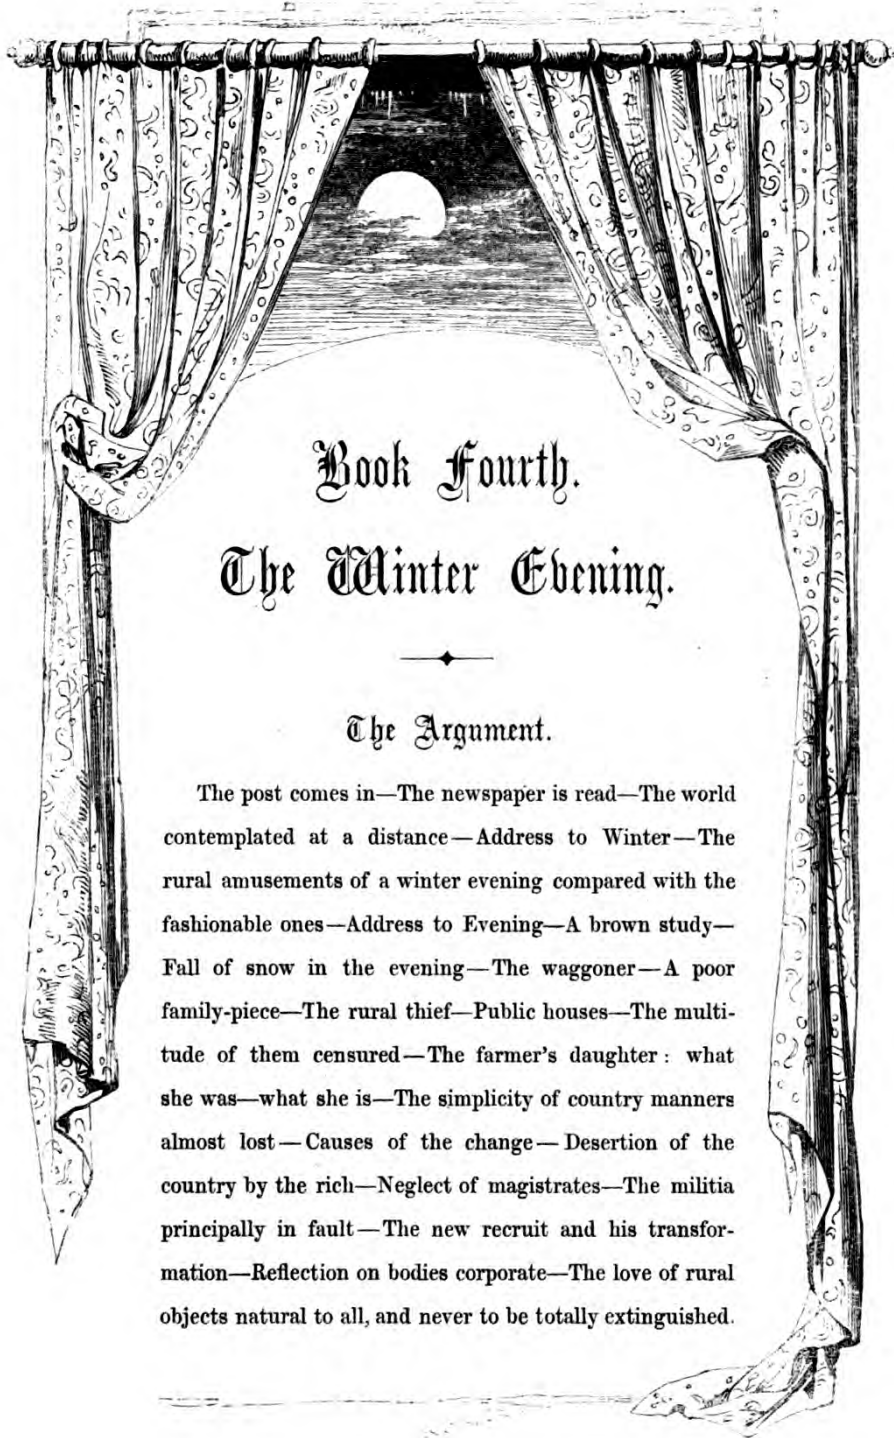 Book Fourth.
The Winter Evening.
The Argument.
The post comes in—The newspaper is read—The world
contemplated at a distance—Address to Winter—The
rural amusements of a winter evening compared with the
fashionable ones—Address to Evening—A brown study—
Fall of snow in the evening—The waggoner—A poor
family-piece—The rural thief—Public houses—The multi-
tude of them censured—The farmer's daughter : what
she was—what she is—The simplicity of country manners
almost lost—Causes of the change—Desertion of the
country by the rich—Neglect of magistrates—The militia
principally in fault—The new recruit and his transfor-
mation—Reflection on bodies corporate—The love of rural
objects natural to all, and never to be totally extinguished.